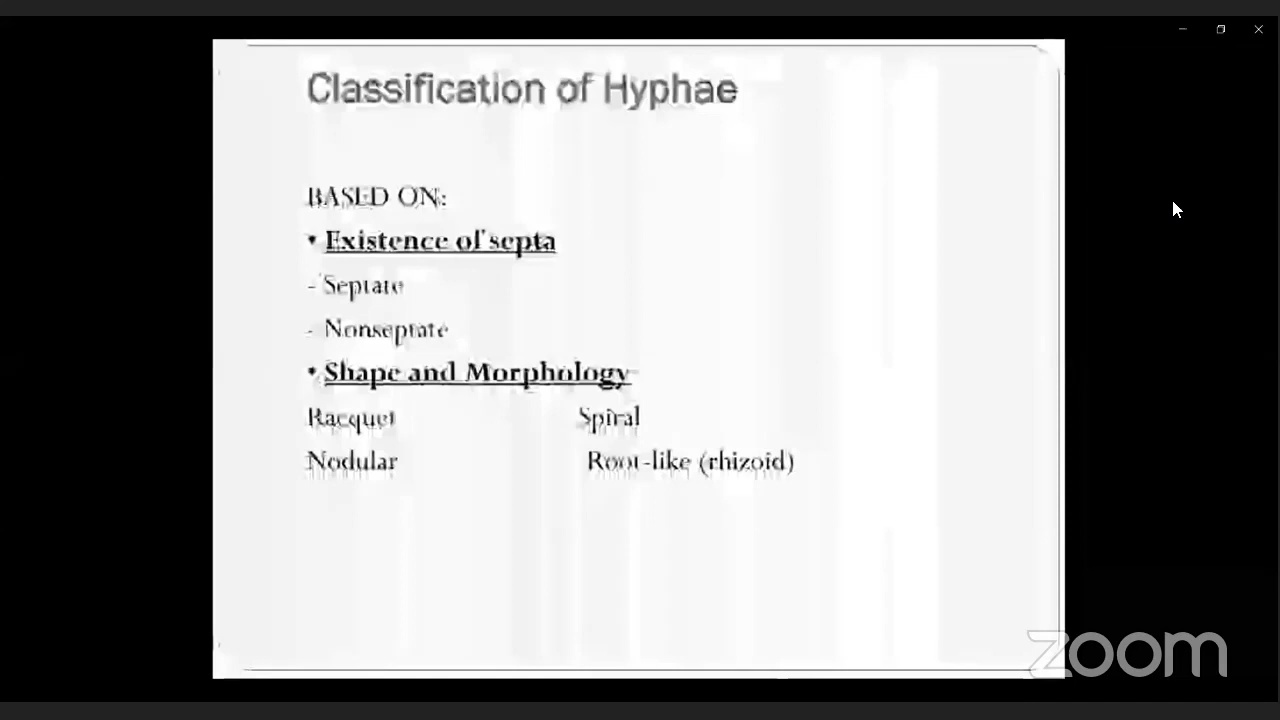 Classification of Hyphae
BASED ON:
• Existence of septa
- Septate
- Nonseptate
• Shape and Morphology
Racquet Spiral
Nodular Root-like (rhizoid)
zoom